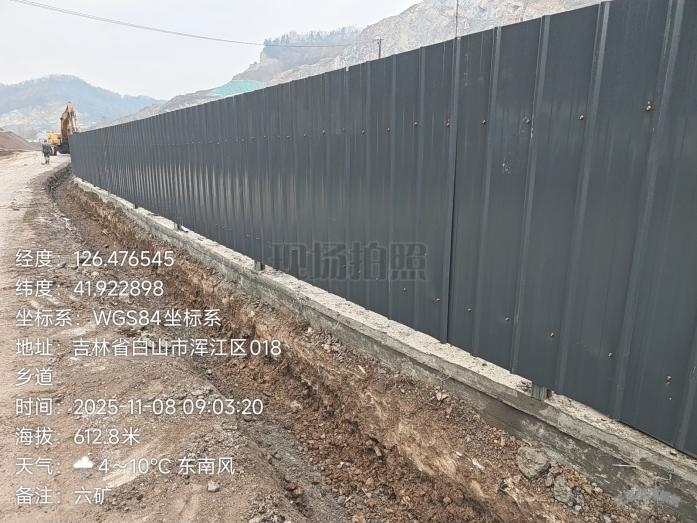 现场拍照
经度：126.476545
纬度：41922898
坐标系：WGS84坐标系
地址：吉林省白山市浑江区018
乡道
时间：2025-11-08 09:03:20
海拔：612.8米
天气：🌧 4～10℃ 东南风
备注：六矿